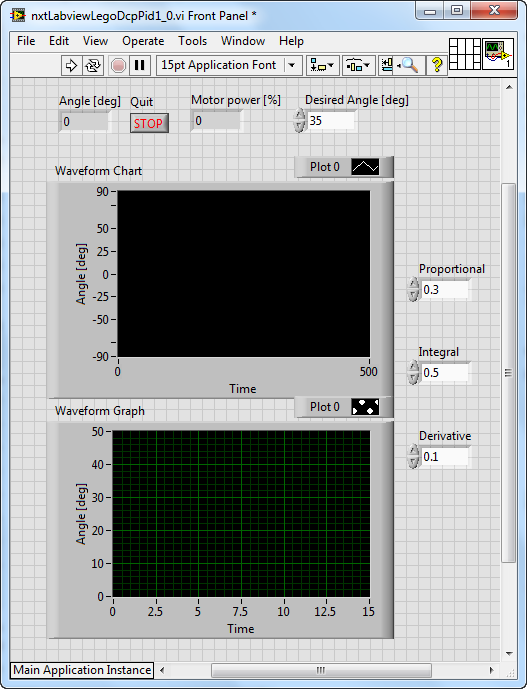 nxtLabviewLegoDcpPid1_0.vi Front Panel *
File Edit View Operate Tools Window Help
15pt Application Font
?
1
Angle [deg] Quit Motor power [%] Desired Angle [deg]
0 STOP 0 35
Waveform Chart Plot 0
90
50
25
0
-25
-50
-90
Angle [deg]
0 500
Time
Proportional
0.3
Integral
0.5
Derivative
0.1
Waveform Graph Plot 0
50
40
30
20
10
0
Angle [deg]
0 2.5 5 7.5 10 12.5 15
Time
Main Application Instance